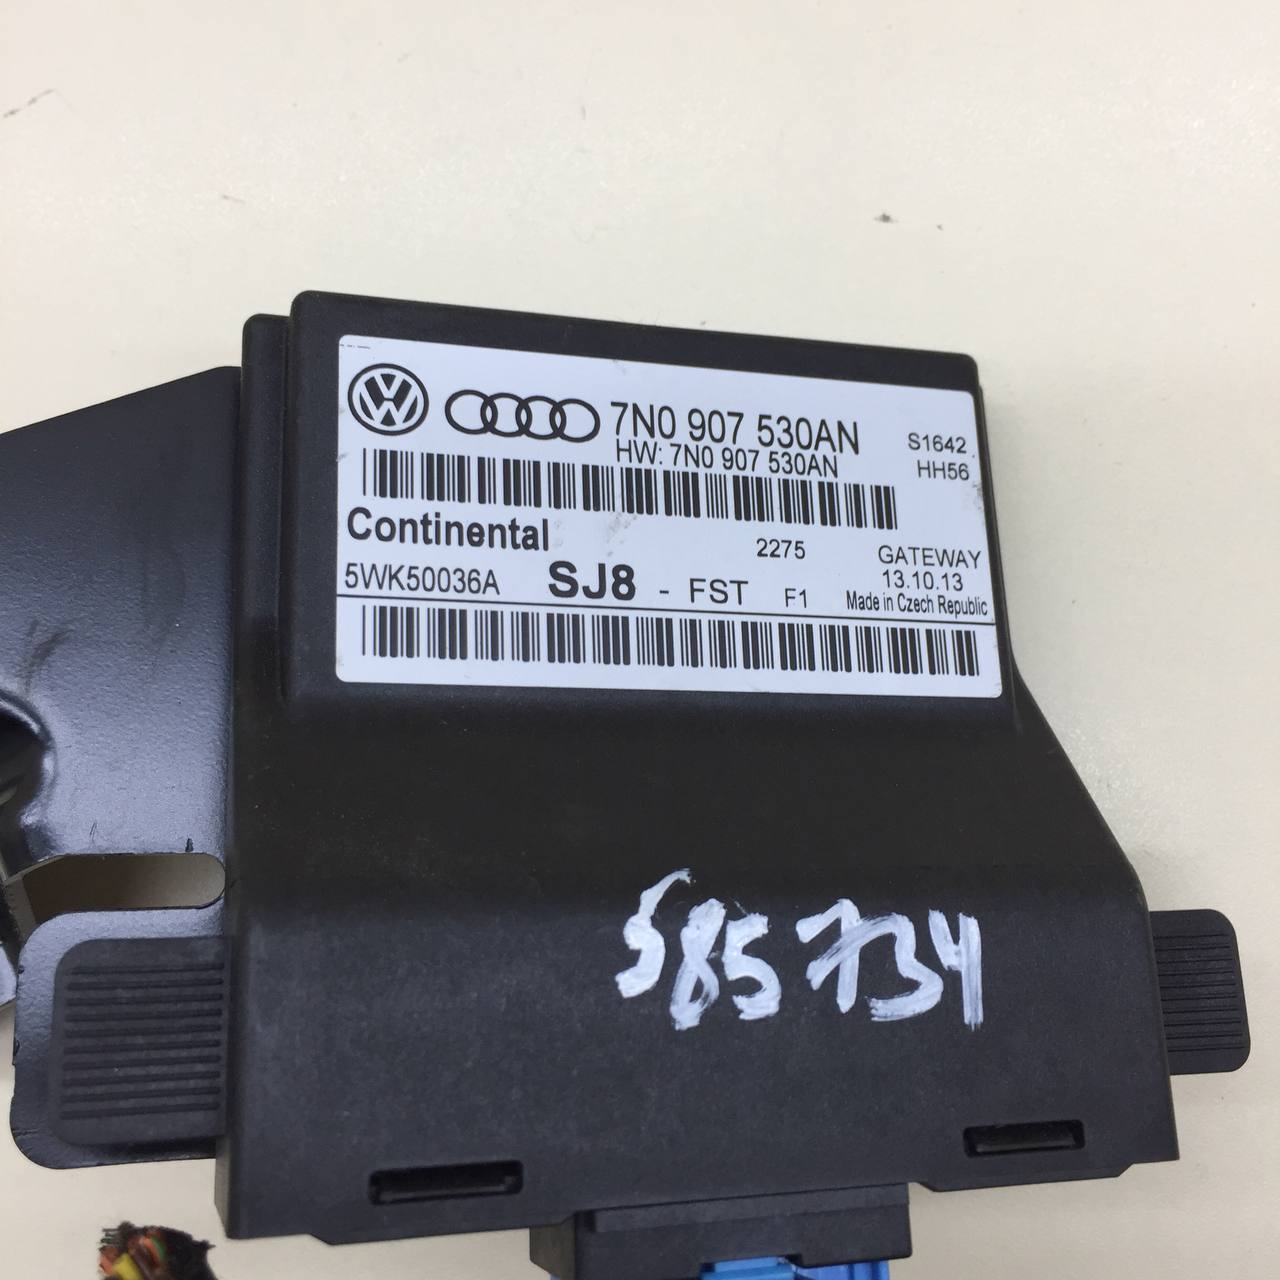 7N0 907 530AN
HW: 7N0 907 530AN
S1642
HH56
Continental
2275
GATEWAY
5WK50036A SJ8 - FST F1
13.10.13
Made in Czech Republic
585734